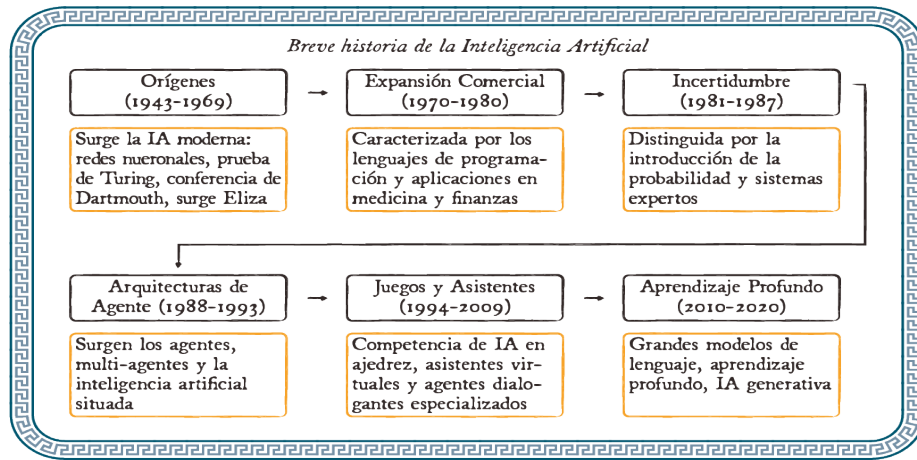 Breve historia de la Inteligencia Artificial
Orígenes
(1943-1969)
Surge la IA moderna:
redes nueronales, prueba
de Turing, conferencia de
Dartmouth, surge Eliza
Expansión Comercial
(1970-1980)
Caracterizada por los
lenguajes de programa-
ción y aplicaciones en
medicina y finanzas
Incertidumbre
(1981-1987)
Distinguida por la
introducción de la
probabilidad y sistemas
expertos
Arquitecturas de
Agente (1988-1993)
Surgen los agentes,
multi-agentes y la
inteligencia artificial
situada
Juegos y Asistentes
(1994-2009)
Competencia de IA en
ajedrez, asistentes vir-
tuales y agentes dialo-
gantes especializados
Aprendizaje Profundo
(2010-2020)
Grandes modelos de
lenguaje, aprendizaje
profundo, IA generativa